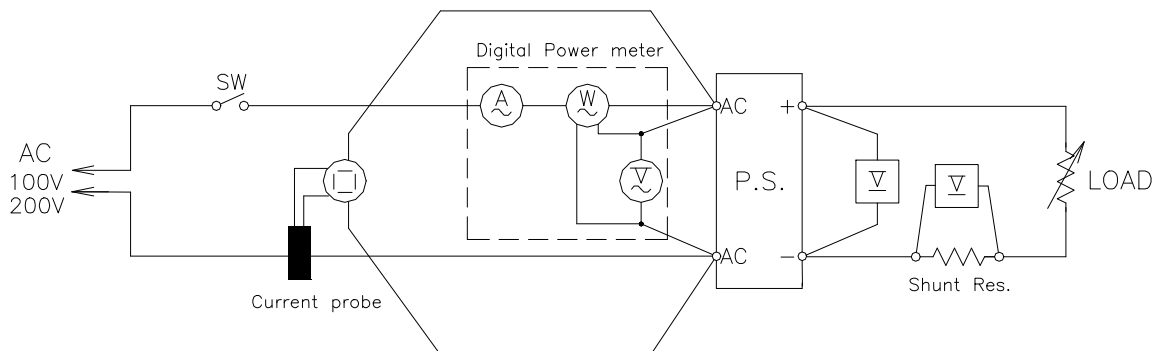 Digital Power meter
SW
A
W
AC
+
AC
100V
200V
V
P.S.
V
V
LOAD
AC
−
Current probe
Shunt Res.